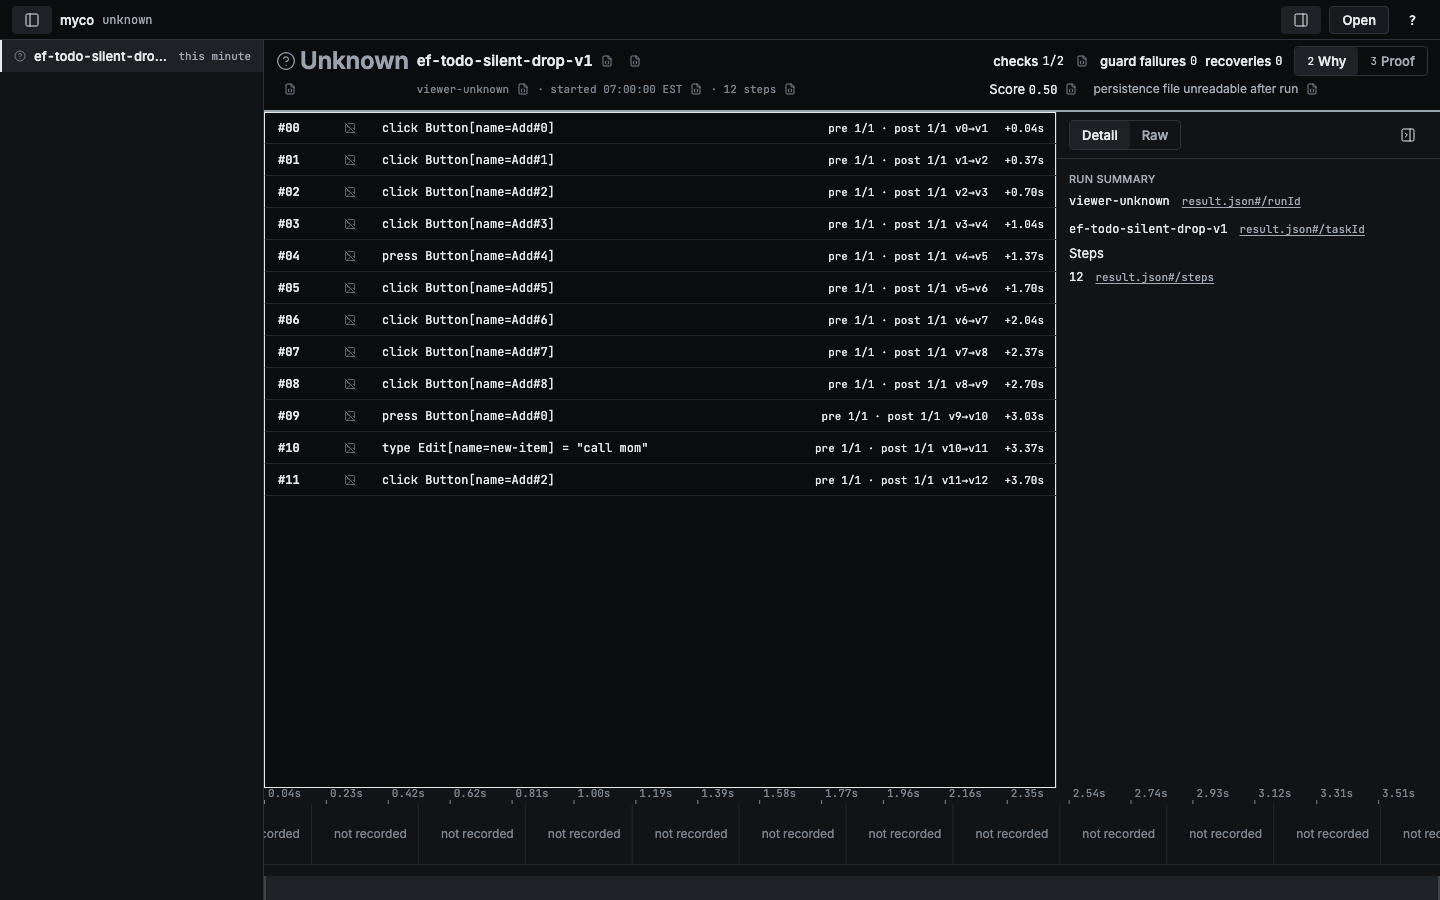 myco unknown
Open ?
ef-todo-silent-dro... this minute
Unknown ef-todo-silent-drop-v1
checks 1/2 guard failures 0 recoveries 0 2 Why 3 Proof
viewer-unknown · started 07:00:00 EST · 12 steps
Score 0.50 persistence file unreadable after run
#00 click Button[name=Add#0] pre 1/1 · post 1/1 v0→v1 +0.04s
#01 click Button[name=Add#1] pre 1/1 · post 1/1 v1→v2 +0.37s
#02 click Button[name=Add#2] pre 1/1 · post 1/1 v2→v3 +0.70s
#03 click Button[name=Add#3] pre 1/1 · post 1/1 v3→v4 +1.04s
#04 press Button[name=Add#4] pre 1/1 · post 1/1 v4→v5 +1.37s
#05 click Button[name=Add#5] pre 1/1 · post 1/1 v5→v6 +1.70s
#06 click Button[name=Add#6] pre 1/1 · post 1/1 v6→v7 +2.04s
#07 click Button[name=Add#7] pre 1/1 · post 1/1 v7→v8 +2.37s
#08 click Button[name=Add#8] pre 1/1 · post 1/1 v8→v9 +2.70s
#09 press Button[name=Add#0] pre 1/1 · post 1/1 v9→v10 +3.03s
#10 type Edit[name=new-item] = "call mom" pre 1/1 · post 1/1 v10→v11 +3.37s
#11 click Button[name=Add#2] pre 1/1 · post 1/1 v11→v12 +3.70s
Detail Raw
RUN SUMMARY
viewer-unknown result.json#/runId
ef-todo-silent-drop-v1 result.json#/taskId
Steps
12 result.json#/steps
0.04s 0.23s 0.42s 0.62s 0.81s 1.00s 1.19s 1.39s 1.58s 1.77s 1.96s 2.16s 2.35s 2.54s 2.74s 2.93s 3.12s 3.31s 3.51s
corded not recorded not recorded not recorded not recorded not recorded not recorded not recorded not recorded not recorded not recorded not rec